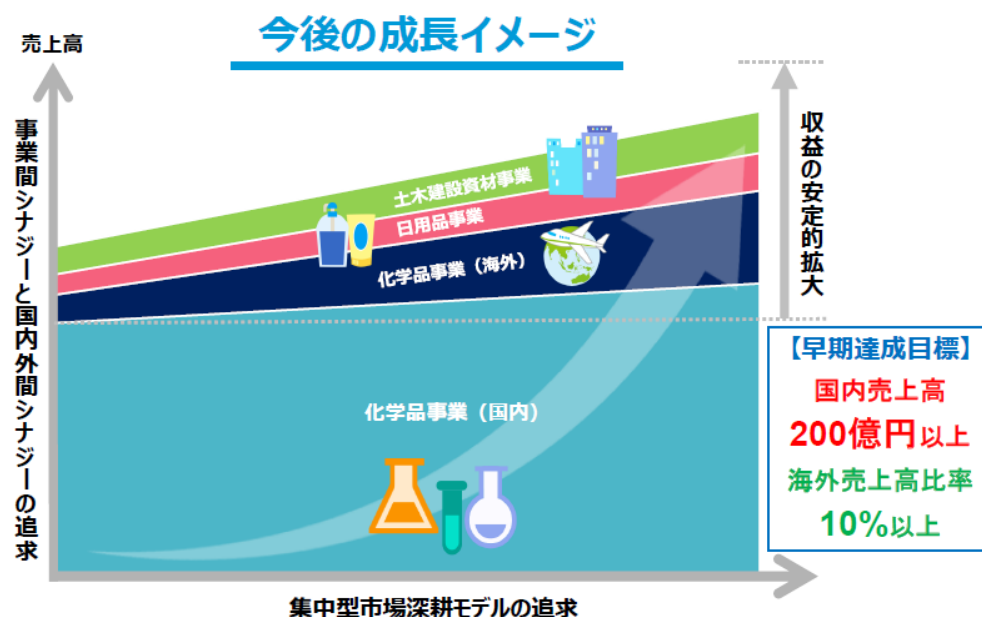 今後の成長イメージ
売上高
事業間シナジーと国内外間シナジーの追求
土木建設資材事業
日用品事業
化学品事業（海外）
化学品事業（国内）
収益の安定的拡大
【早期達成目標】
国内売上高
200億円以上
海外売上高比率
10%以上
集中型市場深耕モデルの追求